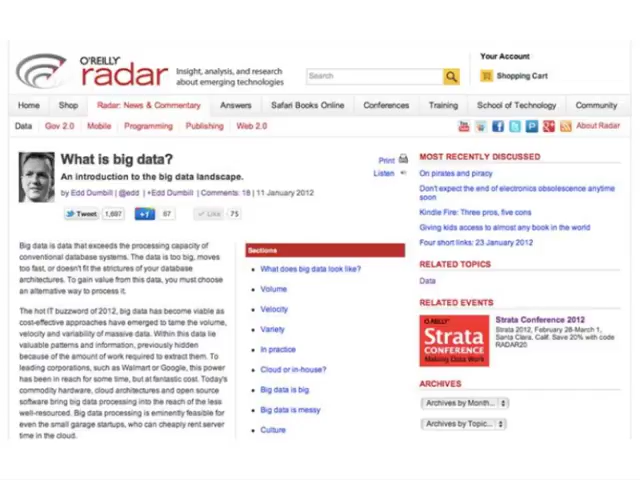 O'REILLY
radar
Insight, analysis, and research
about emerging technologies
Search
Your Account
Shopping Cart
Home Shop Radar: News & Commentary Answers Safari Books Online Conferences Training School of Technology Community
Data Gov 2.0 Mobile Programming Publishing Web 2.0 About Radar
What is big data?
An introduction to the big data landscape.
by Edd Dumbill | @edd | +Edd Dumbill | Comments: 18 | 11 January 2012
Print
Listen
Tweet 1,697 +1 87 Like 75
Big data is data that exceeds the processing capacity of
conventional database systems. The data is too big, moves
too fast, or doesn't fit the strictures of your database
architectures. To gain value from this data, you must choose
an alternative way to process it.
The hot IT buzzword of 2012, big data has become viable as
cost-effective approaches have emerged to tame the volume,
velocity and variability of massive data. Within this data lie
valuable patterns and information, previously hidden
because of the amount of work required to extract them. To
leading corporations, such as Walmart or Google, this power
has been in reach for some time, but at fantastic cost. Today's
commodity hardware, cloud architectures and open source
software bring big data processing into the reach of the less
well-resourced. Big data processing is eminently feasible for
even the small garage startups, who can cheaply rent server
time in the cloud.
Sections
What does big data look like?
Volume
Velocity
Variety
In practice
Cloud or in-house?
Big data is big
Big data is messy
Culture
MOST RECENTLY DISCUSSED
On pirates and piracy
Don't expect the end of electronics obsolescence anytime
soon
Kindle Fire: Three pros, five cons
Giving kids access to almost any book in the world
Four short links: 23 January 2012
RELATED TOPICS
Data
RELATED EVENTS
O'REILLY
Strata
CONFERENCE
Making Data Work
Strata Conference 2012
Strata 2012, February 28-March 1,
Santa Clara, Calif. Save 20% with code
RADAR20
ARCHIVES
Archives by Month...
Archives by Topic...